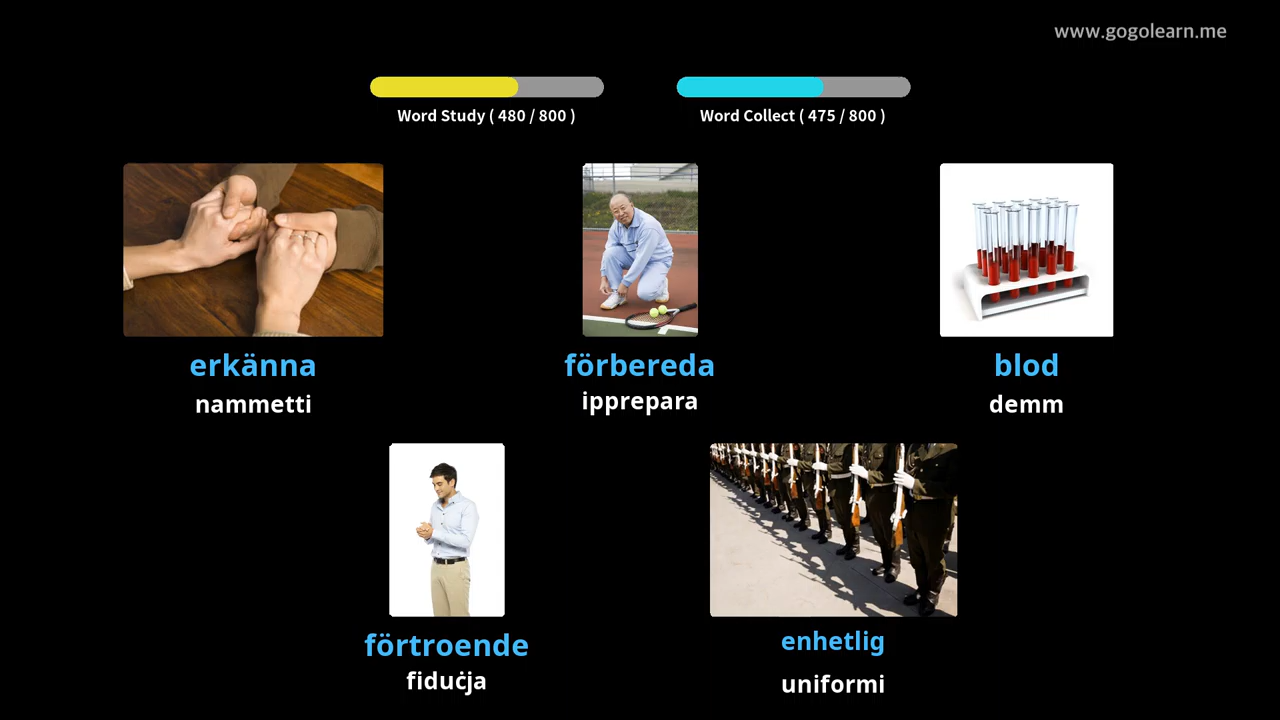 www.gogolearn.me
Word Study ( 480 / 800 )
Word Collect ( 475 / 800 )
erkänna
nammetti
förbereda
ipprepara
blod
demm
förtroende
fiduċja
enhetlig
uniformi